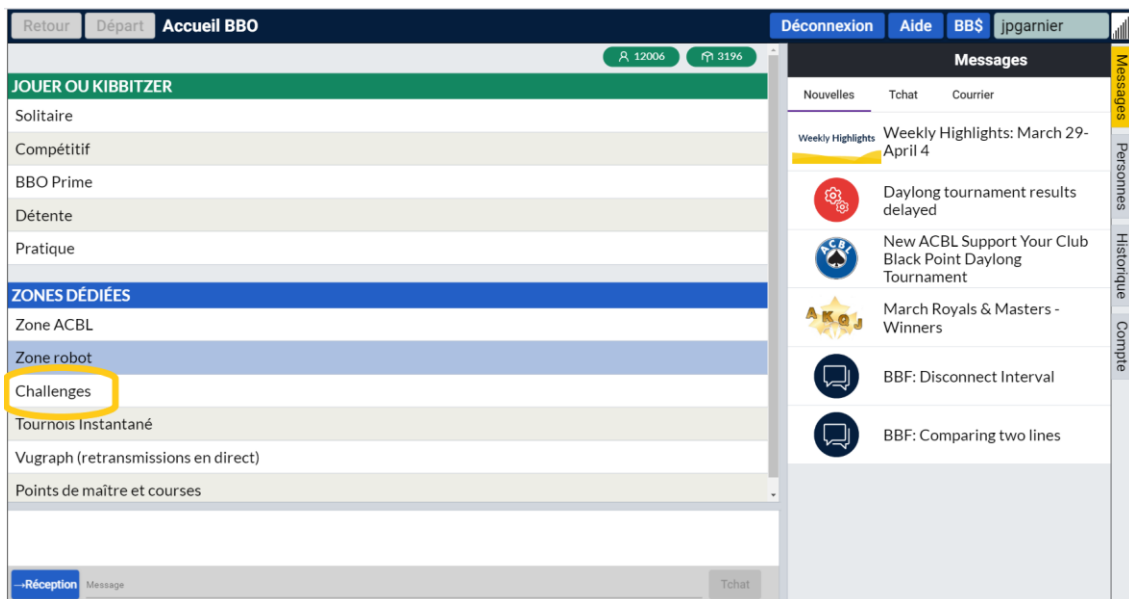 Retour Départ Accueil BBO Déconnexion Aide BB$ jpgarnier
12006 3196
JOUER OU KIBBITZER
Solitaire
Compétitif
BBO Prime
Détente
Pratique
ZONES DÉDIÉES
Zone ACBL
Zone robot
Challenges
Tournois Instantané
Vugraph (retransmissions en direct)
Points de maître et courses
→Réception Message Tchat
Messages
Nouvelles Tchat Courrier
Weekly Highlights
Weekly Highlights: March 29-
April 4
Daylong tournament results
delayed
ACBL
New ACBL Support Your Club
Black Point Daylong
Tournament
A K Q J
March Royals & Masters -
Winners
BBF: Disconnect Interval
BBF: Comparing two lines
Messages
Personnes
Historique
Compte